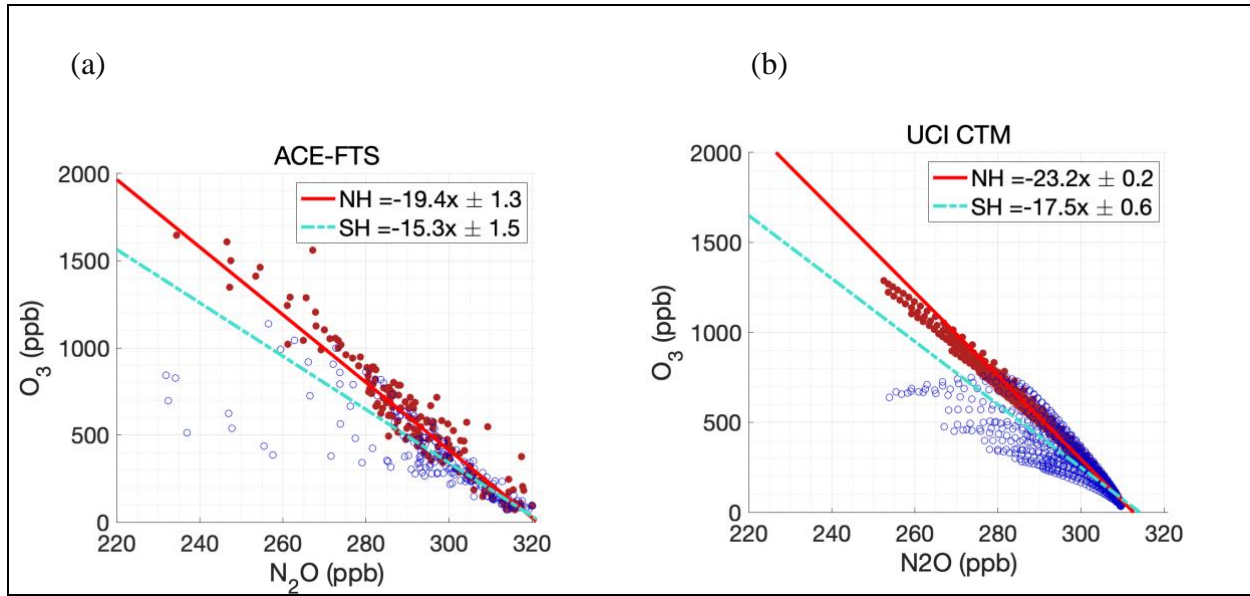 (a)
(b)
ACE-FTS
NH =-19.4x ± 1.3
SH =-15.3x ± 1.5
2000
1500
1000
500
0
O3 (ppb)
220 240 260 280 300 320
N2O (ppb)
UCI CTM
NH =-23.2x ± 0.2
SH =-17.5x ± 0.6
2000
1500
1000
500
0
O3 (ppb)
220 240 260 280 300 320
N2O (ppb)